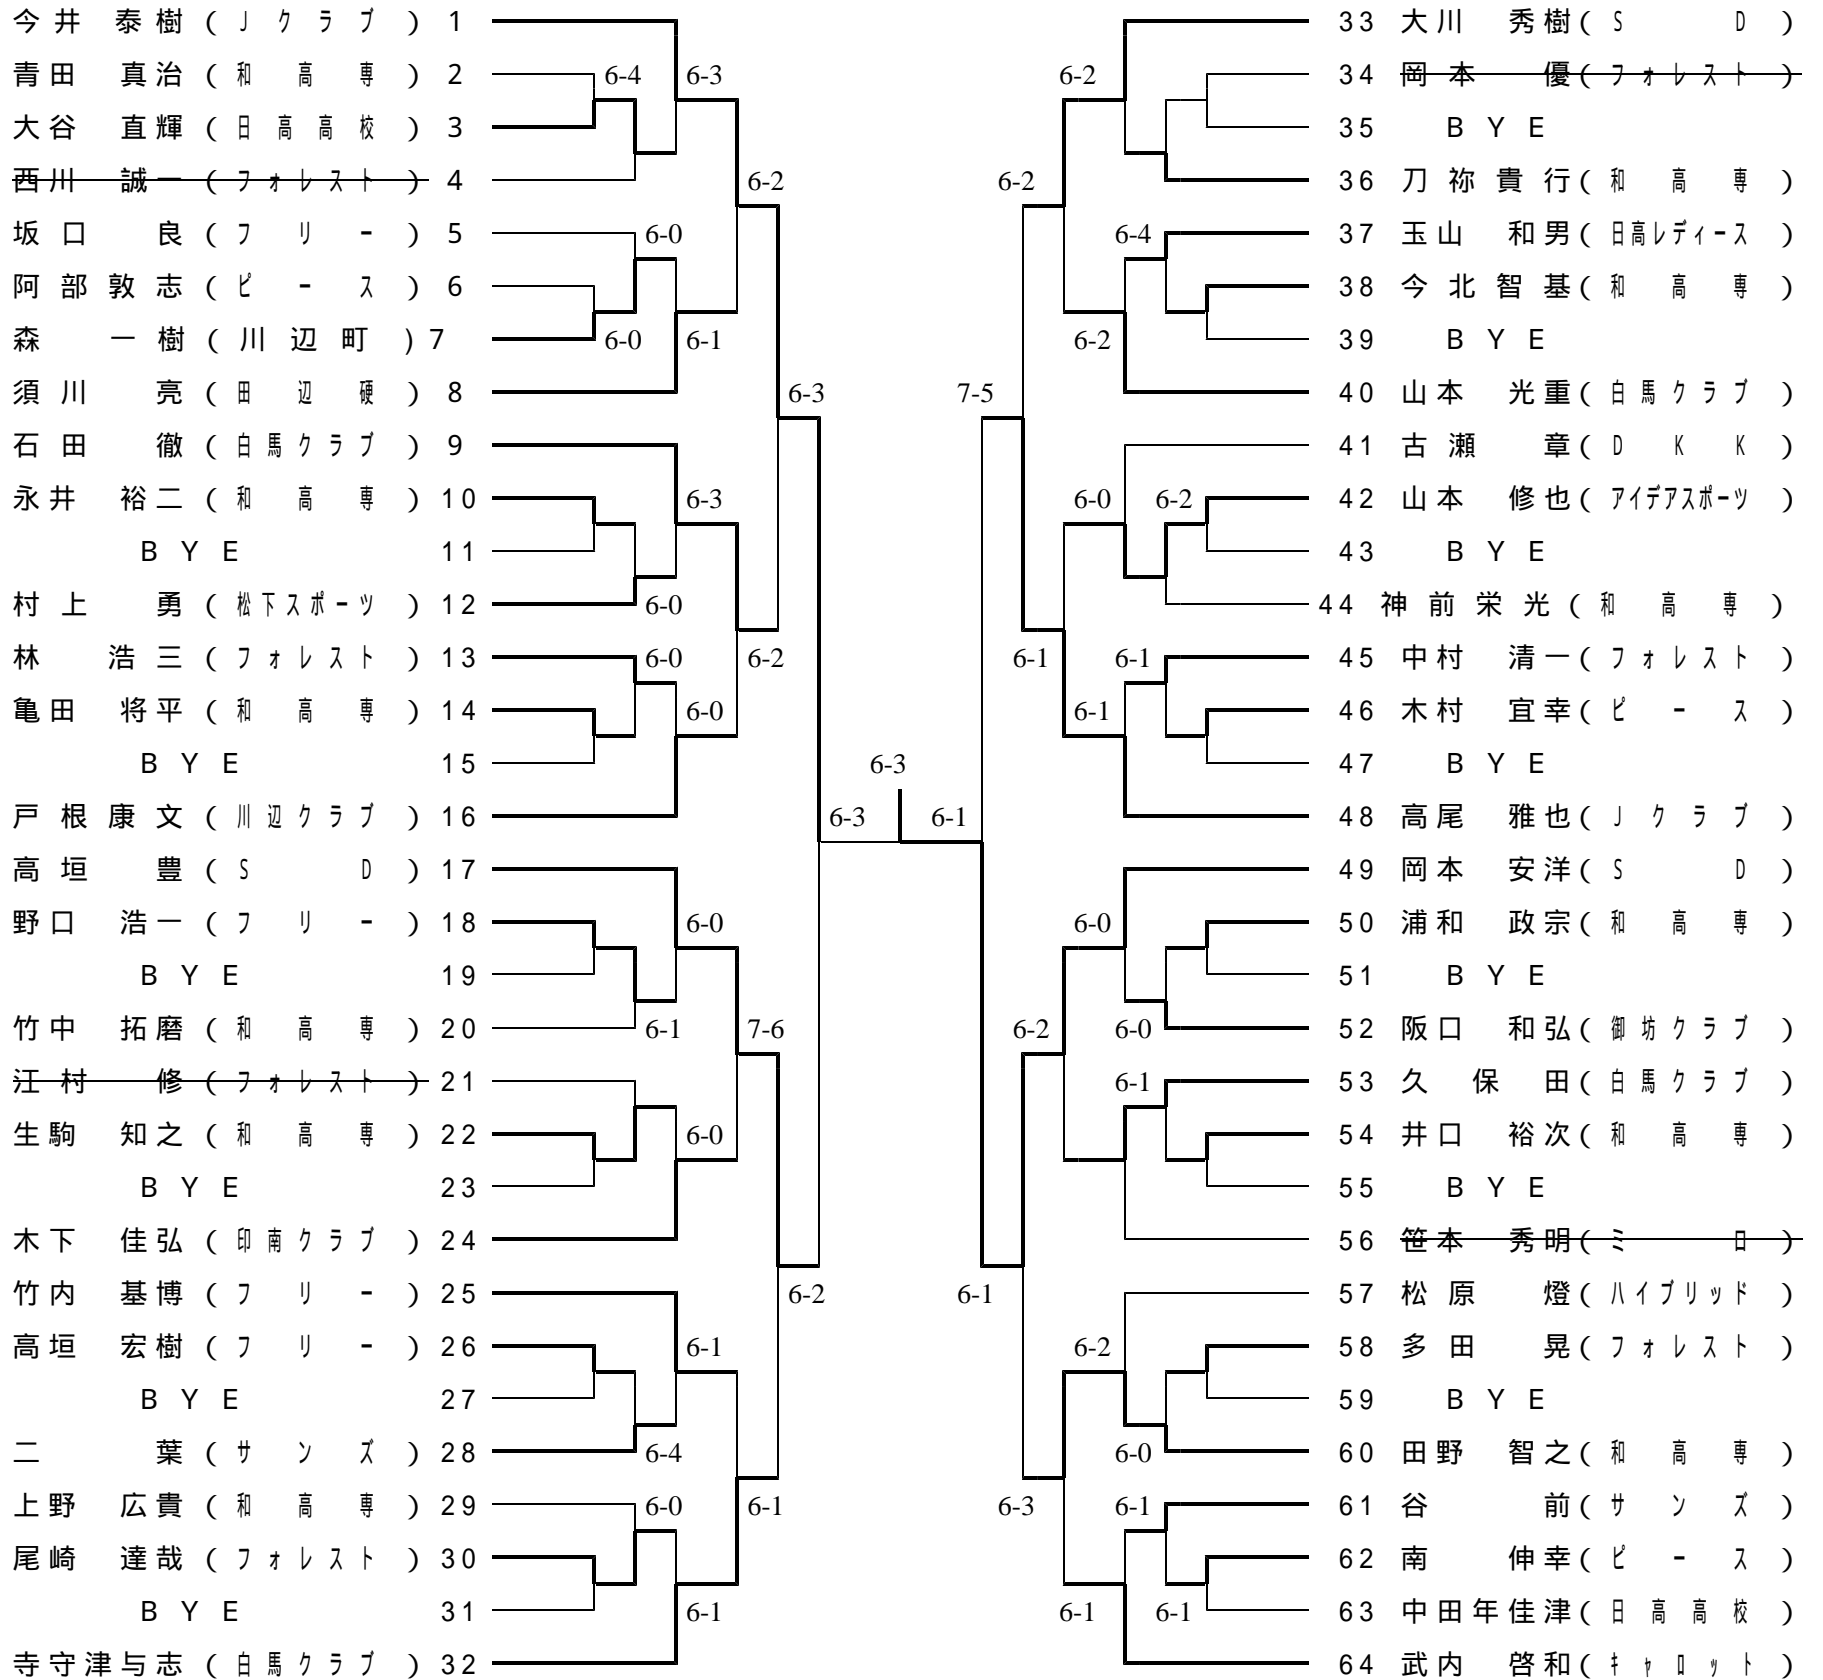 今井 泰樹 ( Jクラブ ) 1
青田 真治 ( 和高専 ) 2
大谷 直輝 ( 日高高校 ) 3
西川 誠一 ( フォレスト ) 4
坂口 良 ( フリー ) 5
阿部敦志 ( ピース ) 6
森 一樹 ( 川辺町 ) 7
須川 亮 ( 田辺硬 ) 8
石田 徹 ( 白馬クラブ ) 9
永井 裕二 ( 和高専 ) 10
BYE 11
村上 勇 ( 松下スポーツ ) 12
林 浩三 ( フォレスト ) 13
亀田 将平 ( 和高専 ) 14
BYE 15
戸根康文 ( 川辺クラブ ) 16
高垣 豊 ( SD ) 17
野口 浩一 ( フリー ) 18
BYE 19
竹中 拓磨 ( 和高専 ) 20
江村 修 ( フォレスト ) 21
生駒 知之 ( 和高専 ) 22
BYE 23
木下 佳弘 ( 印南クラブ ) 24
竹内 基博 ( フリー ) 25
高垣 宏樹 ( フリー ) 26
BYE 27
二葉 ( サンズ ) 28
上野 広貴 ( 和高専 ) 29
尾崎 達哉 ( フォレスト ) 30
BYE 31
寺守津与志 ( 白馬クラブ ) 32
6-4
6-0
6-0
6-0
6-0
6-1
6-4
6-0
6-3
6-1
6-3
6-0
6-0
6-0
6-1
6-1
6-2
6-2
7-6
6-1
6-3
6-2
6-3
6-3
6-1
7-5
6-1
6-2
6-1
6-2
6-3
6-2
6-2
6-0
6-1
6-0
6-2
6-1
6-4
6-2
6-1
6-0
6-1
6-0
6-1
6-1
33 大川 秀樹 ( SD )
34 岡本 優 ( フォレスト )
35 BYE
36 刀祢貴行 ( 和高専 )
37 玉山 和男 ( 日高レディース )
38 今北智基 ( 和高専 )
39 BYE
40 山本 光重 ( 白馬クラブ )
41 古瀬 章 ( DKK )
42 山本 修也 ( アイデアスポーツ )
43 BYE
44 神前栄光 ( 和高専 )
45 中村 清一 ( フォレスト )
46 木村 宜幸 ( ピース )
47 BYE
48 高尾 雅也 ( Jクラブ )
49 岡本 安洋 ( SD )
50 浦和 政宗 ( 和高専 )
51 BYE
52 阪口 和弘 ( 御坊クラブ )
53 久保田 ( 白馬クラブ )
54 井口 裕次 ( 和高専 )
55 BYE
56 笹本 秀明 ( ミロ )
57 松原 燈 ( ハイブリッド )
58 多田 晃 ( フォレスト )
59 BYE
60 田野 智之 ( 和高専 )
61 谷前 ( サンズ )
62 南 伸幸 ( ピース )
63 中田年佳津 ( 日高高校 )
64 武内 啓和 ( キャロット )